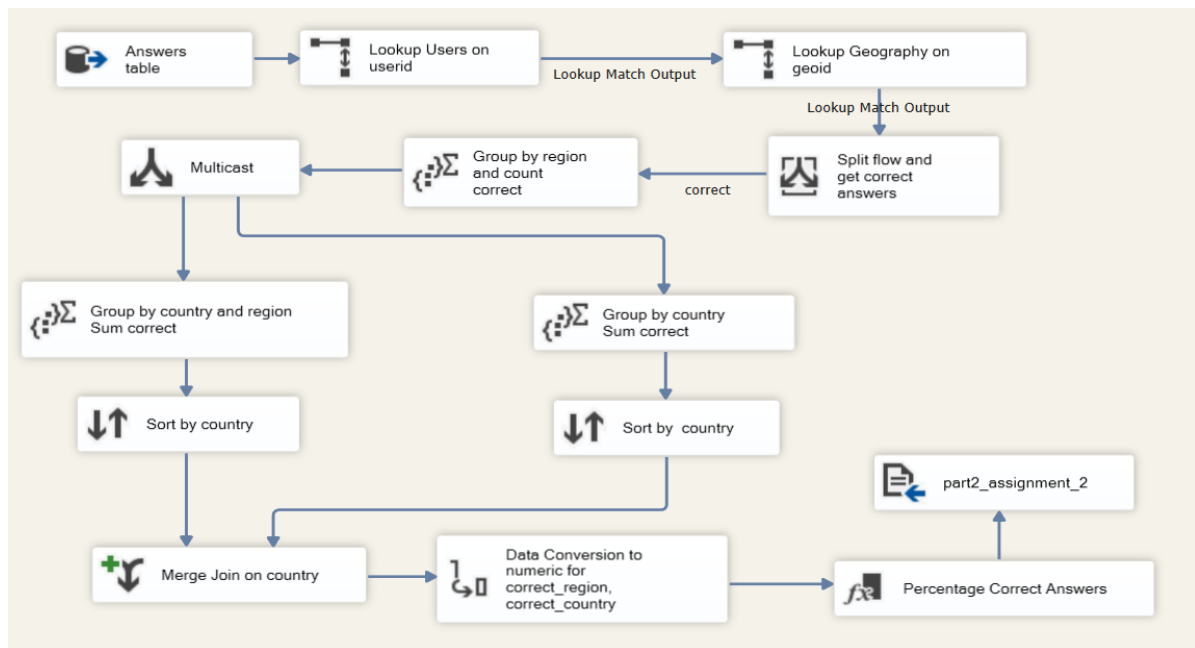 Answers
table
Lookup Users on
userid
Lookup Match Output
Lookup Geography on
geoid
Lookup Match Output
Split flow and
get correct
answers
correct
Group by region
and count
correct
Multicast
Group by country and region
Sum correct
Group by country
Sum correct
Sort by country
Sort by  country
Merge Join on country
Data Conversion to
numeric for
correct_region,
correct_country
Percentage Correct Answers
part2_assignment_2